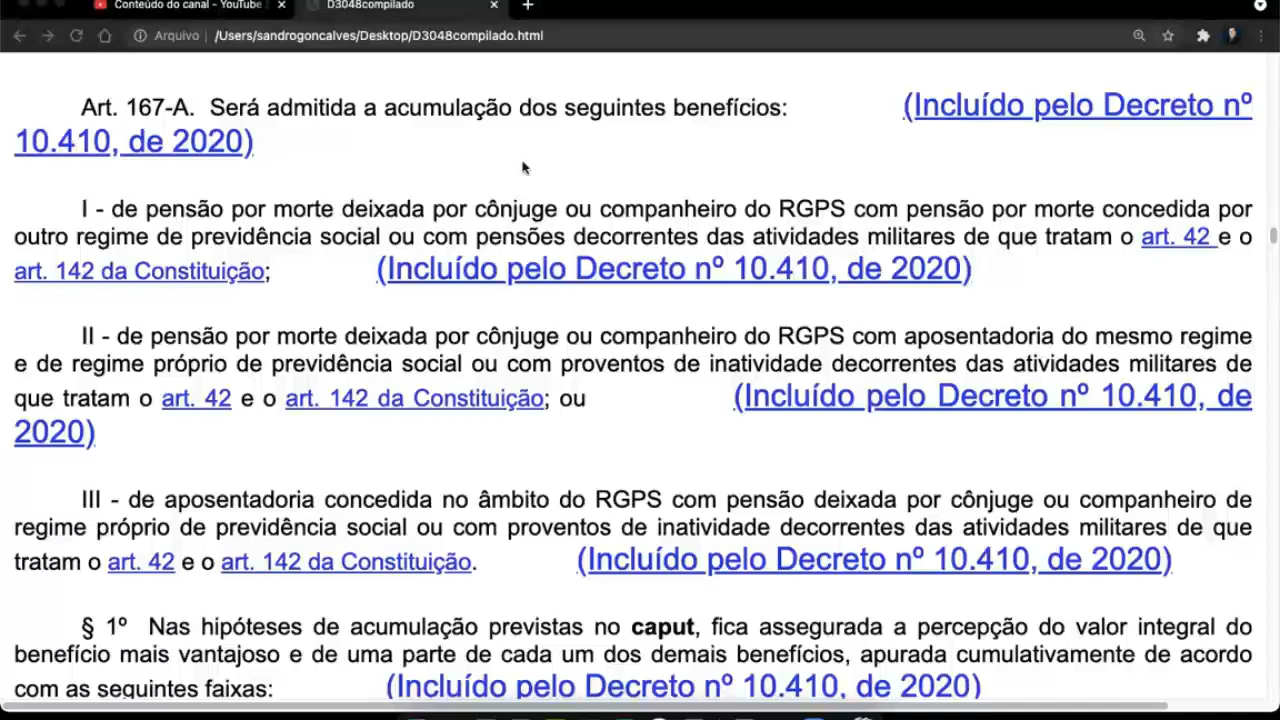 Conteúdo do canal - YouTube
D3048compilado
Arquivo | /Users/sandrogoncalves/Desktop/D3048compilado.html
Art. 167-A. Será admitida a acumulação dos seguintes benefícios: (Incluído pelo Decreto nº
10.410, de 2020)
I - de pensão por morte deixada por cônjuge ou companheiro do RGPS com pensão por morte concedida por
outro regime de previdência social ou com pensões decorrentes das atividades militares de que tratam o art. 42 e o
art. 142 da Constituição; (Incluído pelo Decreto nº 10.410, de 2020)
II - de pensão por morte deixada por cônjuge ou companheiro do RGPS com aposentadoria do mesmo regime
e de regime próprio de previdência social ou com proventos de inatividade decorrentes das atividades militares de
que tratam o art. 42 e o art. 142 da Constituição; ou (Incluído pelo Decreto nº 10.410, de
2020)
III - de aposentadoria concedida no âmbito do RGPS com pensão deixada por cônjuge ou companheiro de
regime próprio de previdência social ou com proventos de inatividade decorrentes das atividades militares de que
tratam o art. 42 e o art. 142 da Constituição. (Incluído pelo Decreto nº 10.410, de 2020)
§ 1º Nas hipóteses de acumulação previstas no caput, fica assegurada a percepção do valor integral do
benefício mais vantajoso e de uma parte de cada um dos demais benefícios, apurada cumulativamente de acordo
com as seguintes faixas: (Incluído pelo Decreto nº 10.410, de 2020)